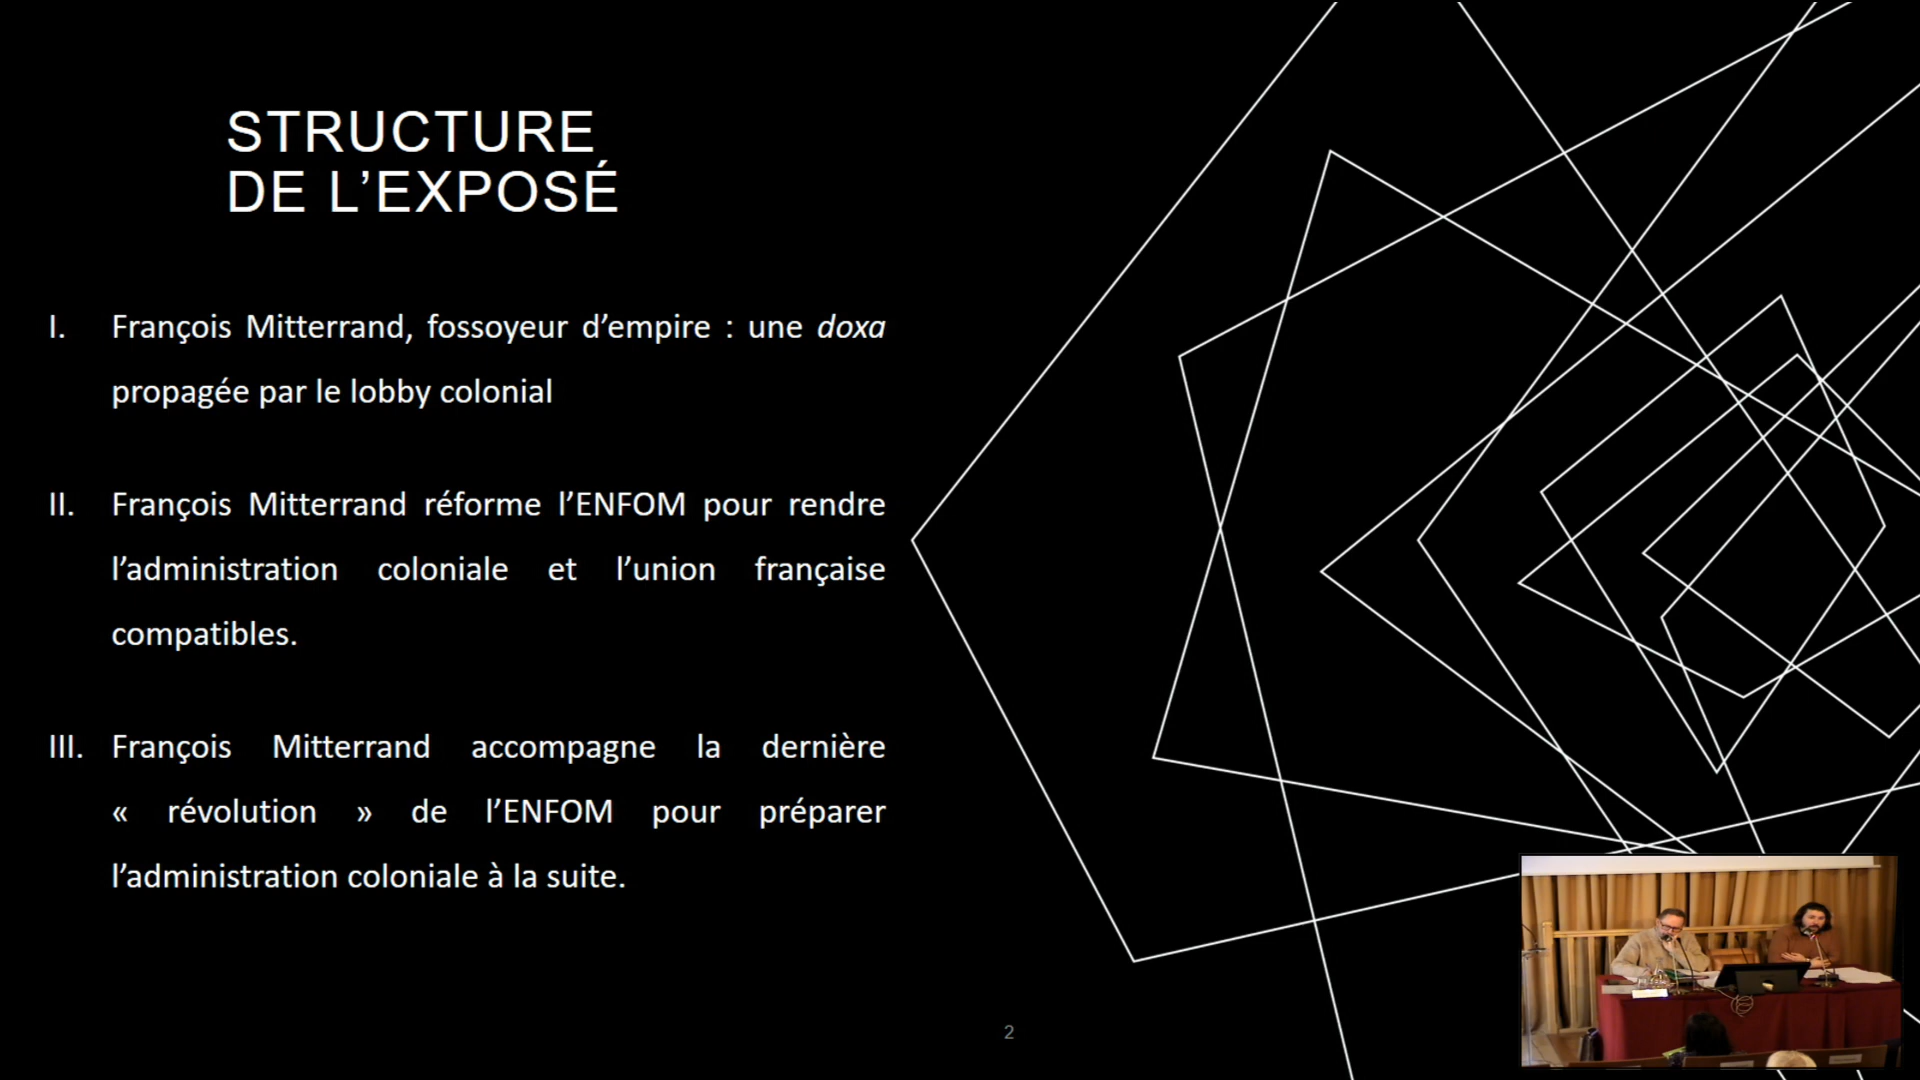 STRUCTURE
DE L’EXPOSÉ
I. François Mitterrand, fossoyeur d’empire : une doxa
propagée par le lobby colonial
II. François Mitterrand réforme l’ENFOM pour rendre
l’administration coloniale et l’union française
compatibles.
III. François Mitterrand accompagne la dernière
« révolution » de l’ENFOM pour préparer
l’administration coloniale à la suite.
2